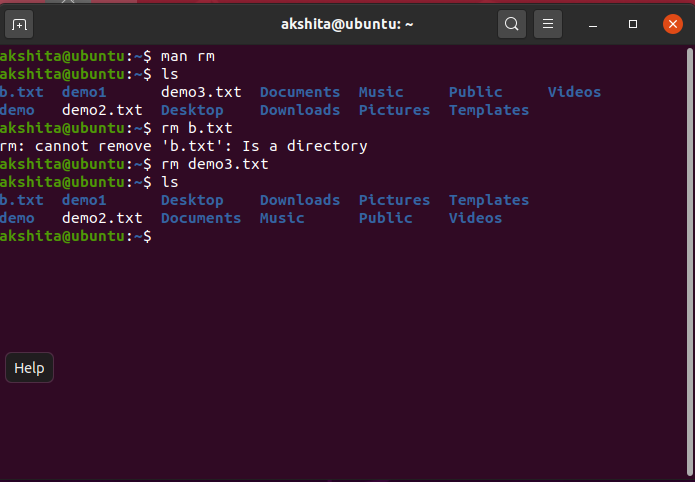 akshita@ubuntu: ~
akshita@ubuntu:~$ man rm
akshita@ubuntu:~$ ls
b.txt  demo1      demo3.txt  Documents  Music     Public     Videos
demo   demo2.txt  Desktop    Downloads  Pictures  Templates
akshita@ubuntu:~$ rm b.txt
rm: cannot remove 'b.txt': Is a directory
akshita@ubuntu:~$ rm demo3.txt
akshita@ubuntu:~$ ls
b.txt  demo1      Desktop    Downloads  Pictures  Templates
demo   demo2.txt  Documents  Music      Public    Videos
akshita@ubuntu:~$
Help